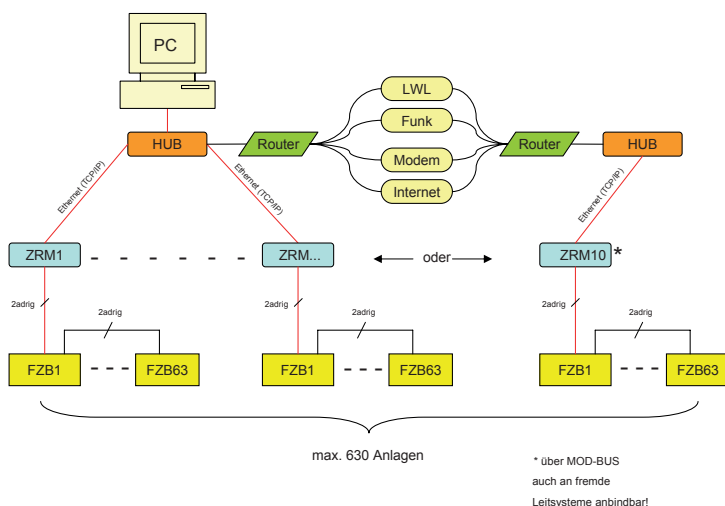 PC
LWL
Funk
Modem
Internet
HUB
Router
Router
HUB
Ethernet (TCP/IP)
Ethernet (TCP/IP)
Ethernet (TCP/IP)
ZRM1
ZRM...
oder
ZRM10 *
2adrig
2adrig
2adrig
2adrig
2adrig
2adrig
FZB1
FZB63
FZB1
FZB63
FZB1
FZB63
max. 630 Anlagen
* über MOD-BUS
auch an fremde
Leitsysteme anbindbar!